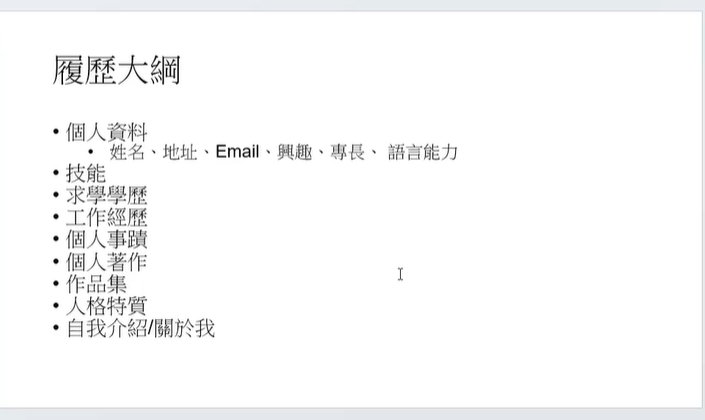 履歷大綱
• 個人資料
• 姓名、地址、Email、興趣、專長、 語言能力
• 技能
• 求學學歷
• 工作經歷
• 個人事蹟
• 個人著作
• 作品集
• 人格特質
• 自我介紹/關於我